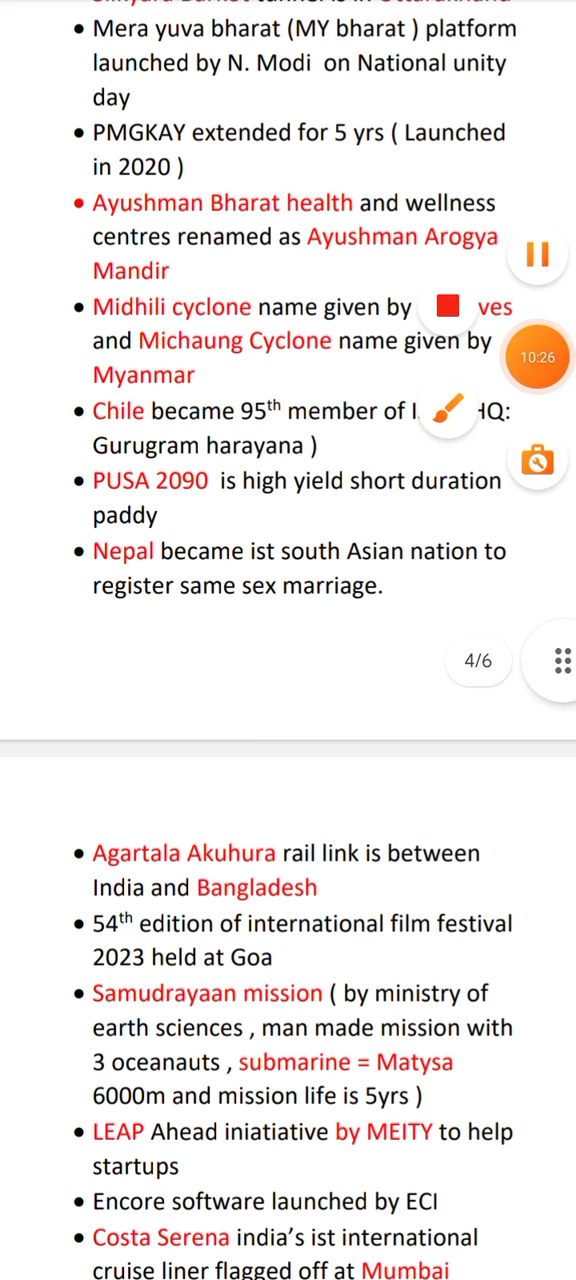 • Mera yuva bharat (MY bharat ) platform
launched by N. Modi on National unity
day
• PMGKAY extended for 5 yrs ( Launched
in 2020 )
• Ayushman Bharat health and wellness
centres renamed as Ayushman Arogya
Mandir
• Midhili cyclone name given by
and Michaung Cyclone name given by
10:26
Myanmar
• Chile became 95th member of HQ:
Gurugram harayana )
• PUSA 2090 is high yield short duration
paddy
• Nepal became ist south Asian nation to
register same sex marriage.
4/6
• Agartala Akuhura rail link is between
India and Bangladesh
• 54th edition of international film festival
2023 held at Goa
• Samudrayaan mission ( by ministry of
earth sciences , man made mission with
3 oceanauts , submarine = Matysa
6000m and mission life is 5yrs )
• LEAP Ahead iniatiative by MEITY to help
startups
• Encore software launched by ECI
• Costa Serena india's ist international
cruise liner flagged off at Mumbai